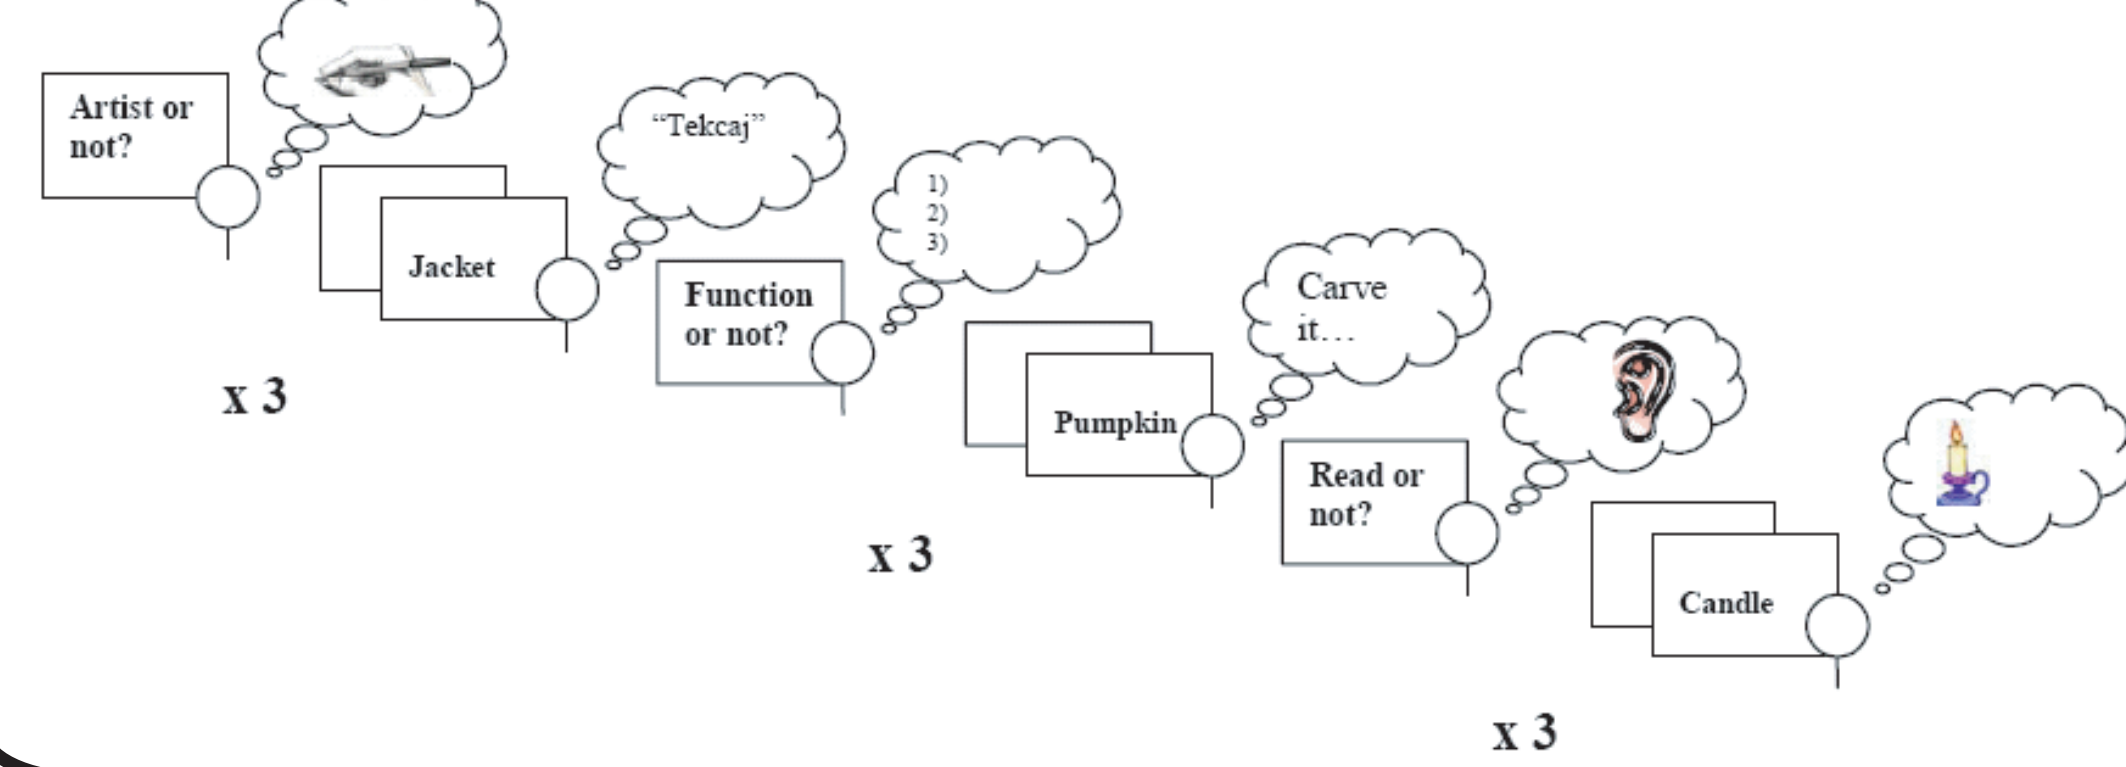 Artist or
not?
x 3
Jacket
“Tekcaj”
Function
or not?
1)
2)
3)
x 3
Pumpkin
Carve
it…
Read or
not?
x 3
Candle